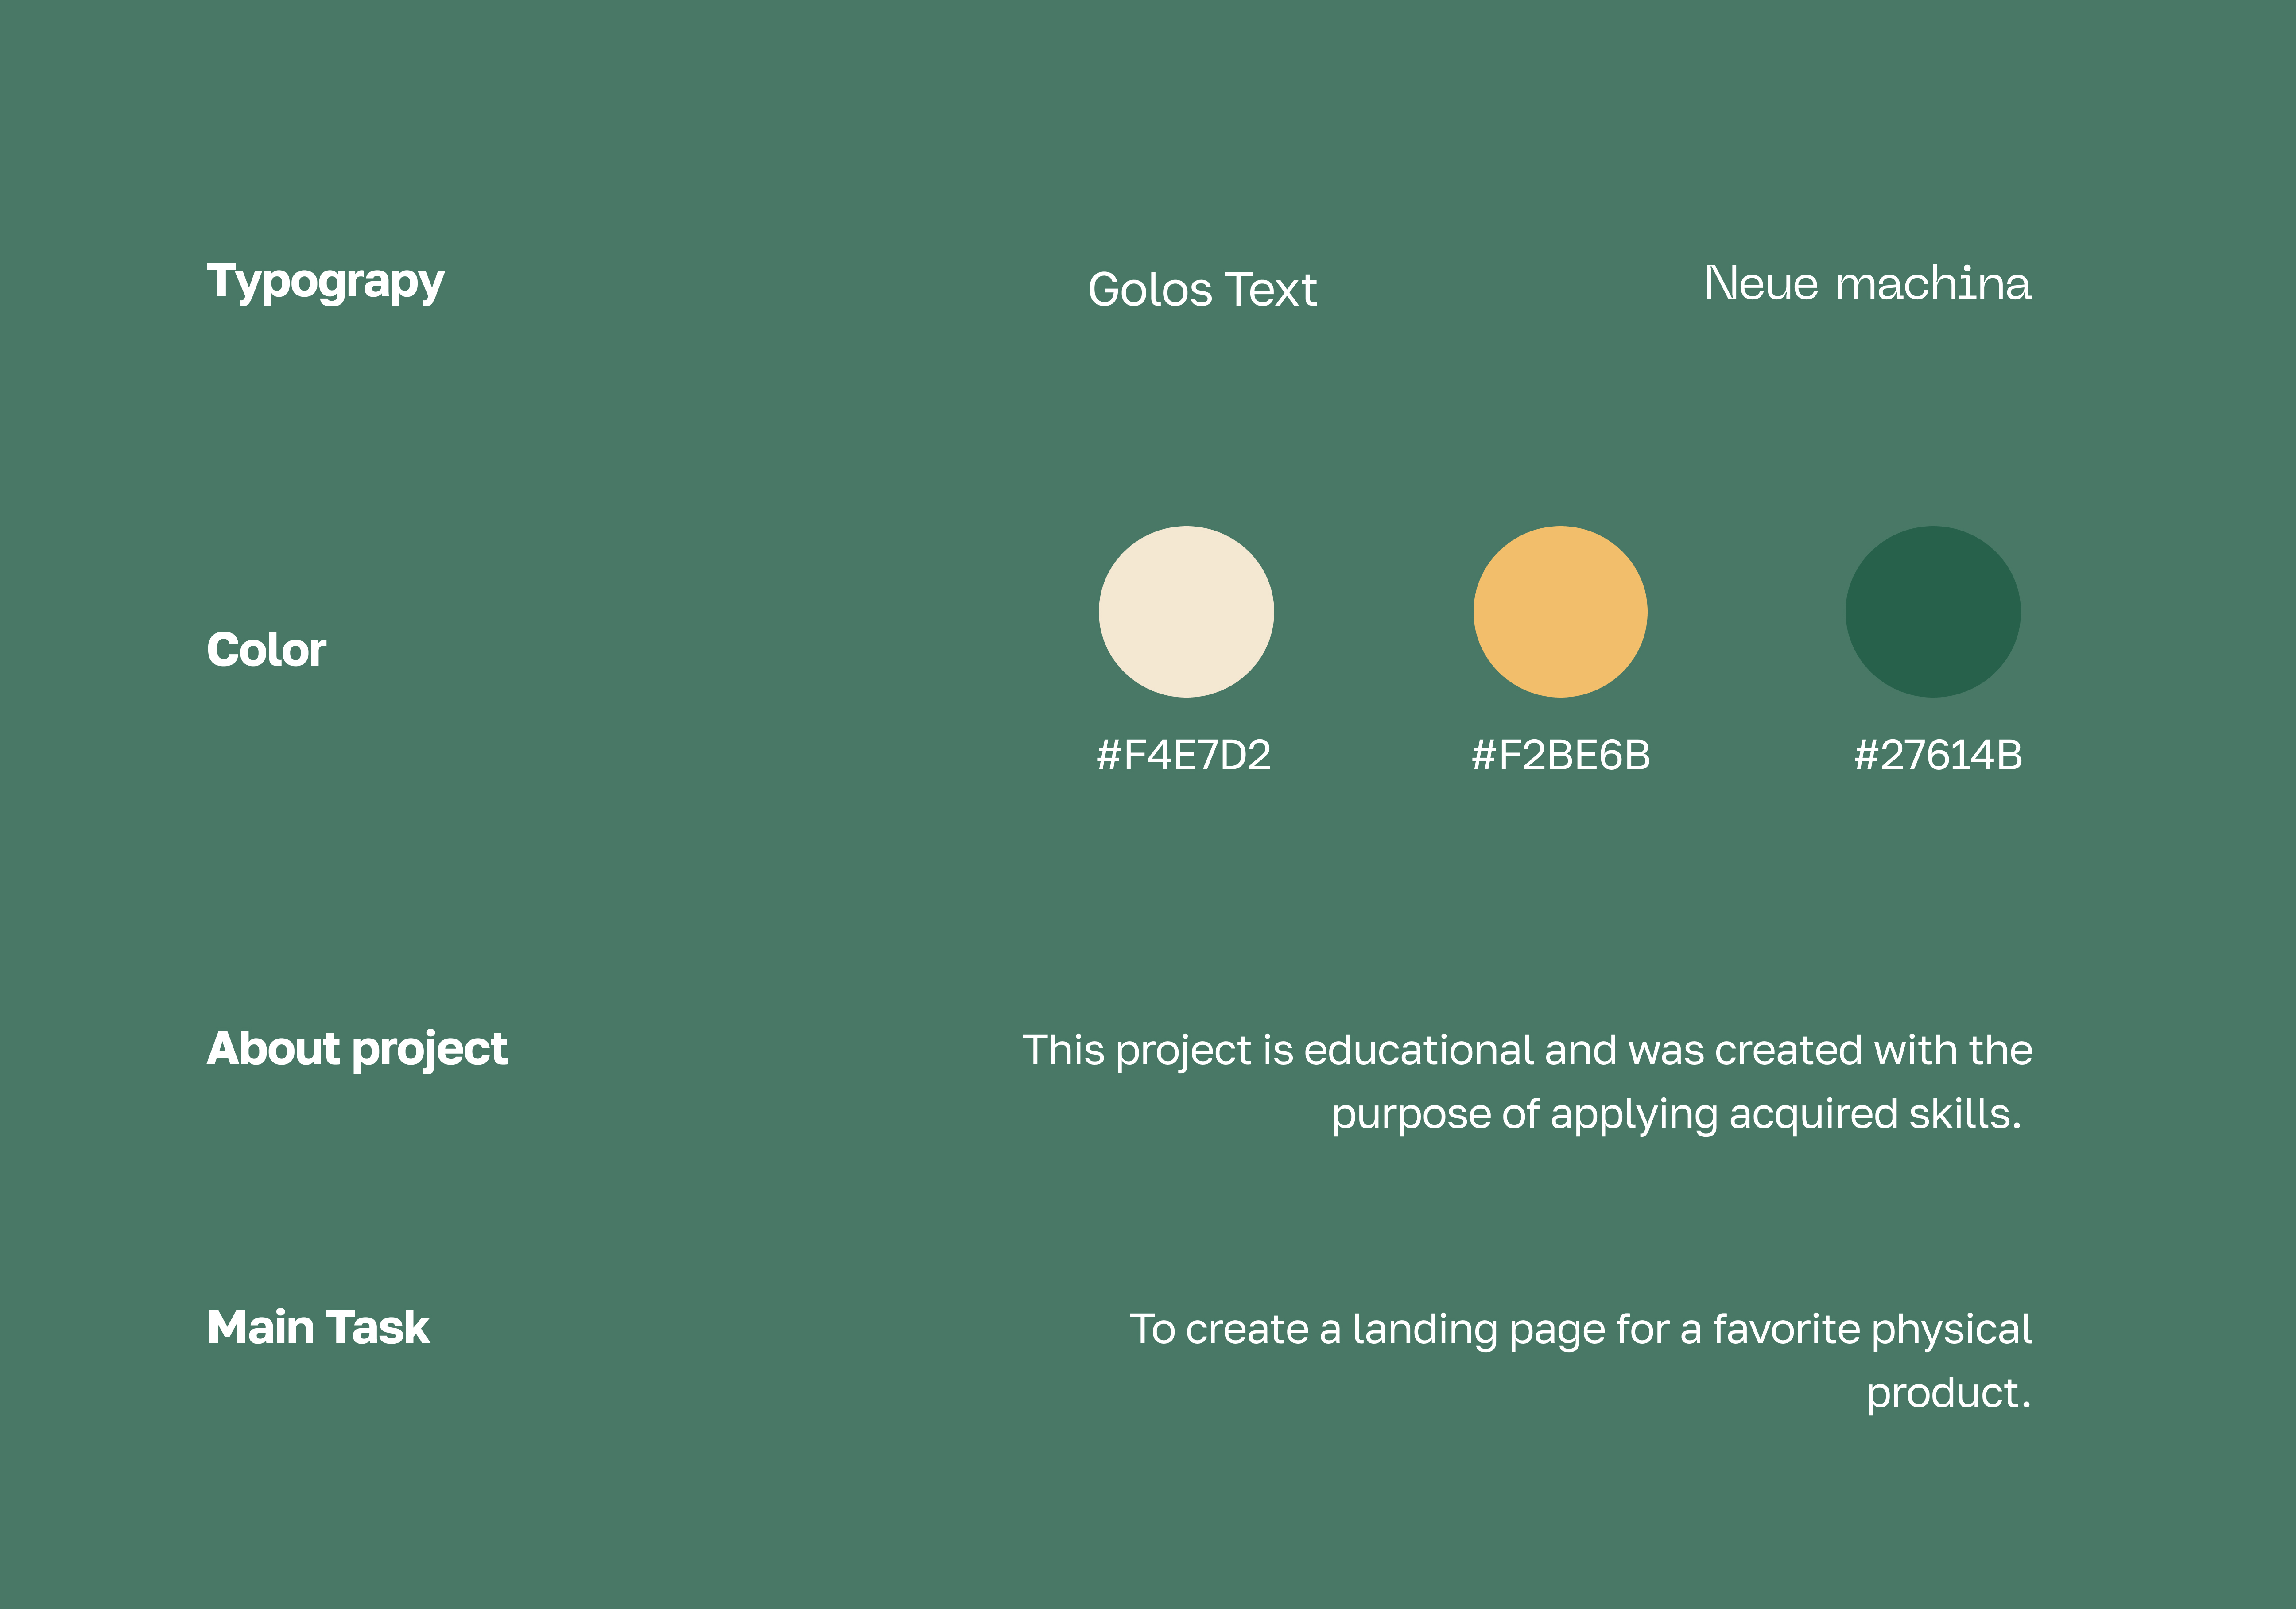 Typograpy
Golos Text
Neue machina
Color
#F4E7D2
#F2BE6B
#27614B
About project
This project is educational and was created with the
purpose of applying acquired skills.
Main Task
To create a landing page for a favorite physical
product.